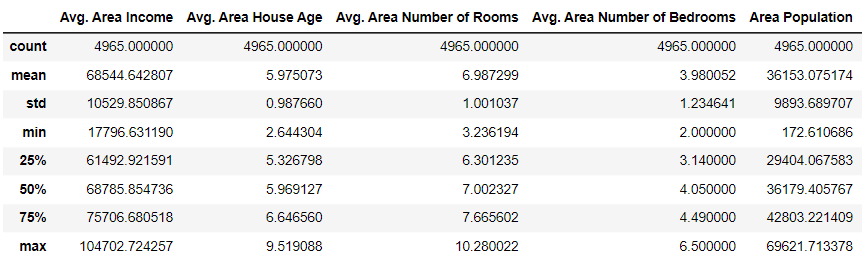 Avg. Area Income Avg. Area House Age Avg. Area Number of Rooms Avg. Area Number of Bedrooms Area Population
count 4965.000000 4965.000000 4965.000000 4965.000000 4965.000000
mean 68544.642807 5.975073 6.987299 3.980052 36153.075174
std 10529.850867 0.987660 1.001037 1.234641 9893.689707
min 17796.631190 2.644304 3.236194 2.000000 172.610686
25% 61492.921591 5.326798 6.301235 3.140000 29404.067583
50% 68785.854736 5.969127 7.002327 4.050000 36179.405767
75% 75706.680518 6.646560 7.665602 4.490000 42803.221409
max 104702.724257 9.519088 10.280022 6.500000 69621.713378